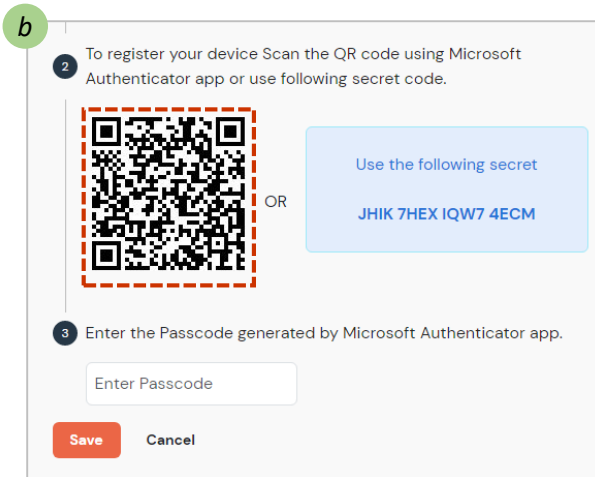 b
2
To register your device Scan the QR code using Microsoft
Authenticator app or use following secret code.
OR
Use the following secret
JHIK 7HEX IQW7 4ECM
3 Enter the Passcode generated by Microsoft Authenticator app.
Enter Passcode
Save Cancel